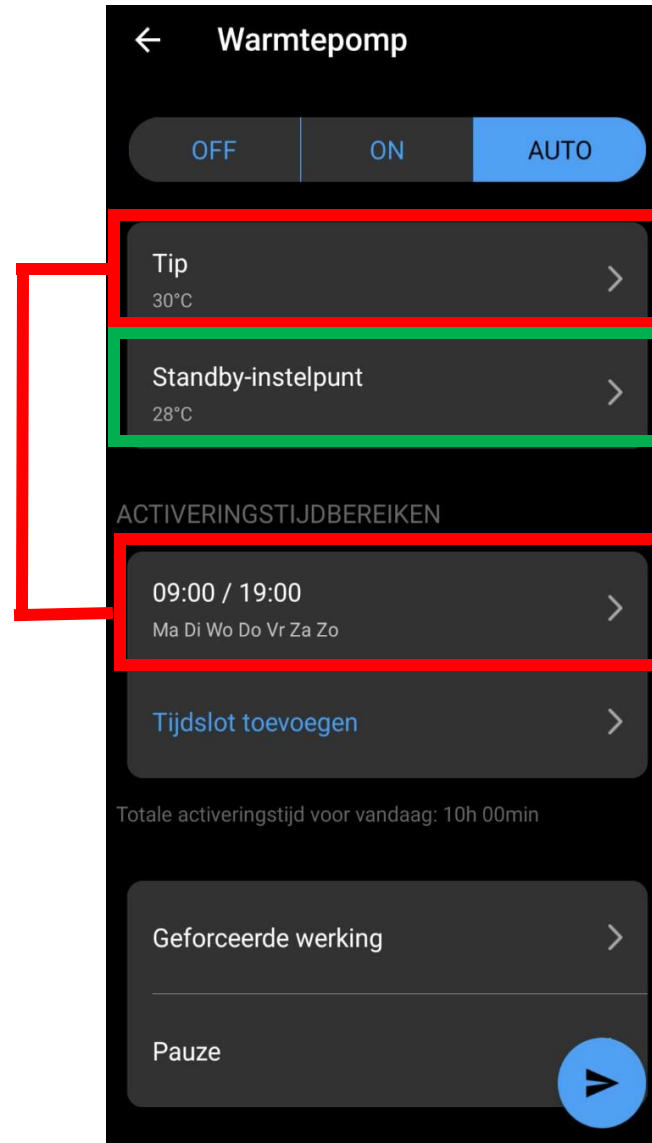 Warmtepomp
OFF ON AUTO
Tip
30°C
Standby-instelpunt
28°C
ACTIVERINGSTIJDBEREIKEN
09:00 / 19:00
Ma Di Wo Do Vr Za Zo
Tijdslot toevoegen
Totale activeringstijd voor vandaag: 10h 00min
Geforceerde werking
Pauze